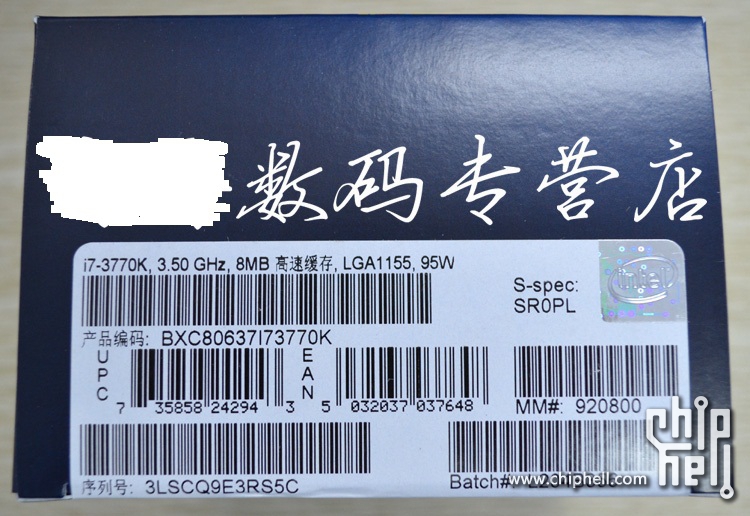 数码专营店
i7-3770K, 3.50 GHz, 8MB 高速缓存, LGA1155, 95W
S-spec:
SR0PL
intel
产品编码: BXC80637I73770K
UPC
7 35858 24294 3
EAN
5 032037 037648
MM#: 920800
序列号: 3LSCQ9E3RS5C
Batch#:
www.chiphell.com
chip
hell